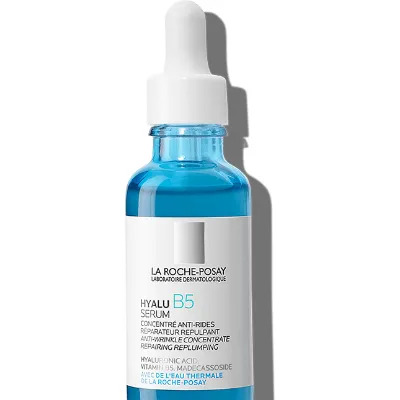 LA ROCHE-POSAY
LABORATOIRE DERMATOLOGIQUE
HYALU B5
SERUM
CONCENTRÉ ANTI-RIDES
RÉPARATEUR REPULPANT
ANTI-WRINKLE CONCENTRATE
REPAIRING REPLUMPING
HYALURONIC ACID
VITAMIN B5. MADECASSOSIDE
AVEC DE L'EAU THERMALE
DE LA ROCHE-POSAY